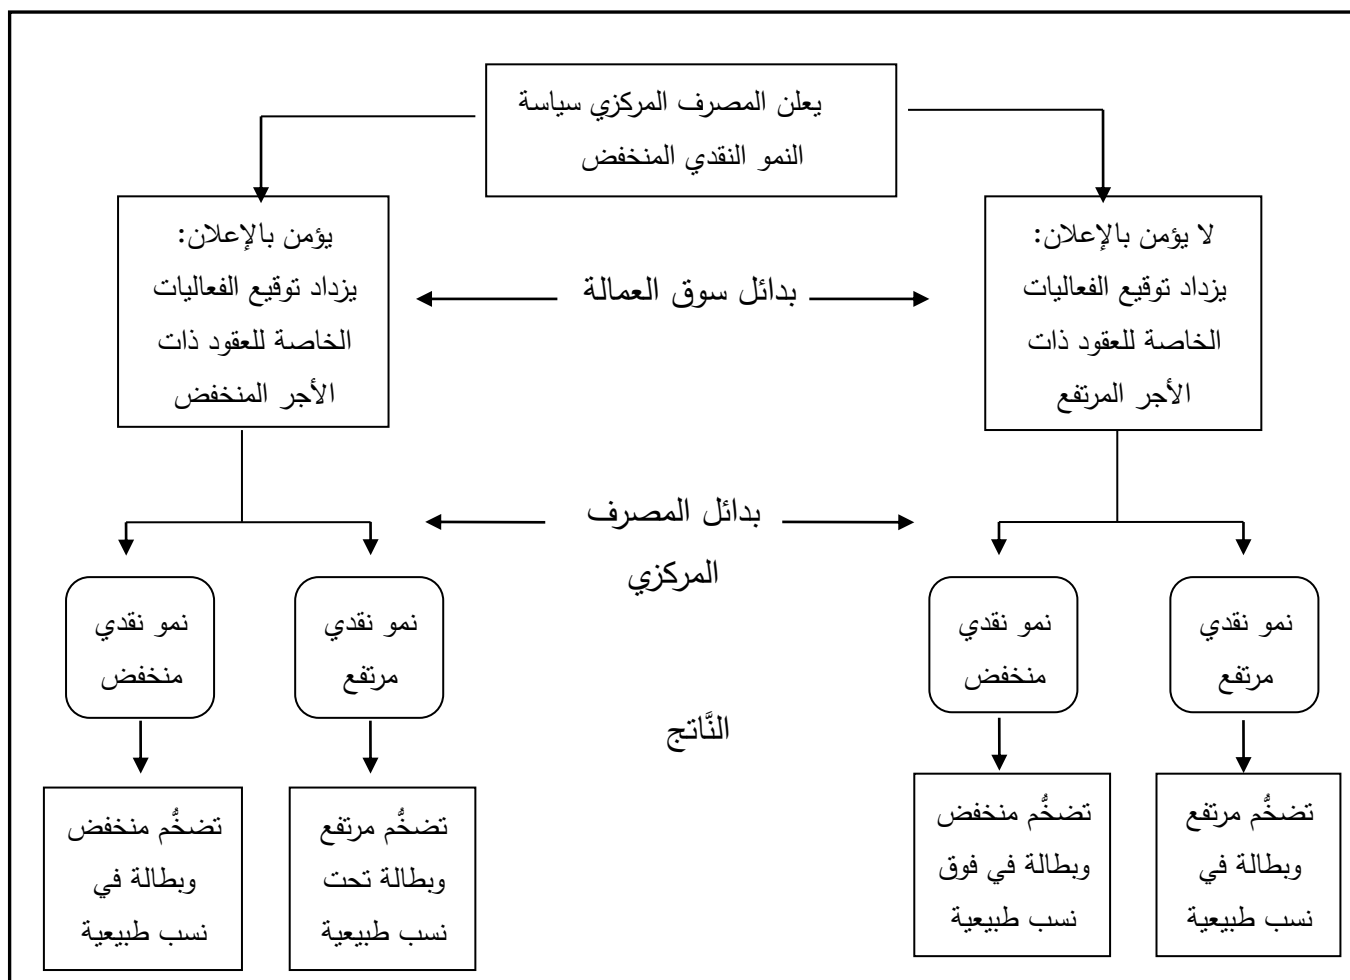 يعلن المصرف المركزي سياسة
النمو النقدي المنخفض
لا يؤمن بالإعلان:
يزداد توقيع الفعاليات
الخاصة للعقود ذات
الأجر المرتفع
بدائل سوق العمالة
يؤمن بالإعلان:
يزداد توقيع الفعاليات
الخاصة للعقود ذات
الأجر المنخفض
بدائل المصرف
المركزي
نمو نقدي
مرتفع
نمو نقدي
منخفض
نمو نقدي
مرتفع
نمو نقدي
منخفض
النَّاتج
تضخُّم مرتفع
وبطالة في
نسب طبيعية
تضخُّم منخفض
وبطالة في فوق
نسب طبيعية
تضخُّم مرتفع
وبطالة تحت
نسب طبيعية
تضخُّم منخفض
وبطالة في
نسب طبيعية